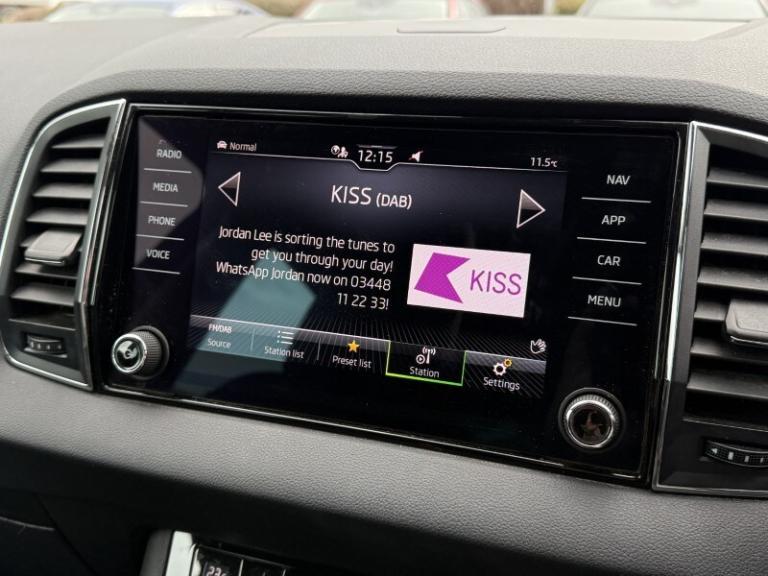 RADIO
MEDIA
PHONE
VOICE
Normal
12:15
11.5°C
KISS (DAB)
Jordan Lee is sorting the tunes to
get you through your day!
WhatsApp Jordan now on 03448
11 22 33!
KISS
FM/DAB
Source
Station list
Preset list
Station
Settings
NAV
APP
CAR
MENU